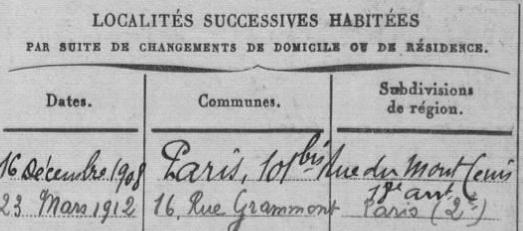 LOCALITÉS SUCCESSIVES HABITÉES
PAR SUITE DE CHANGEMENTS DE DOMICILE OU DE RÉSIDENCE.
Dates.
Communes.
Subdivisions
de région.
16 Décembre 1908 Paris, 101bis Rue du Mont Cenis
18e arrt
23 Mars 1912 16, Rue Grammont Paris (2e)